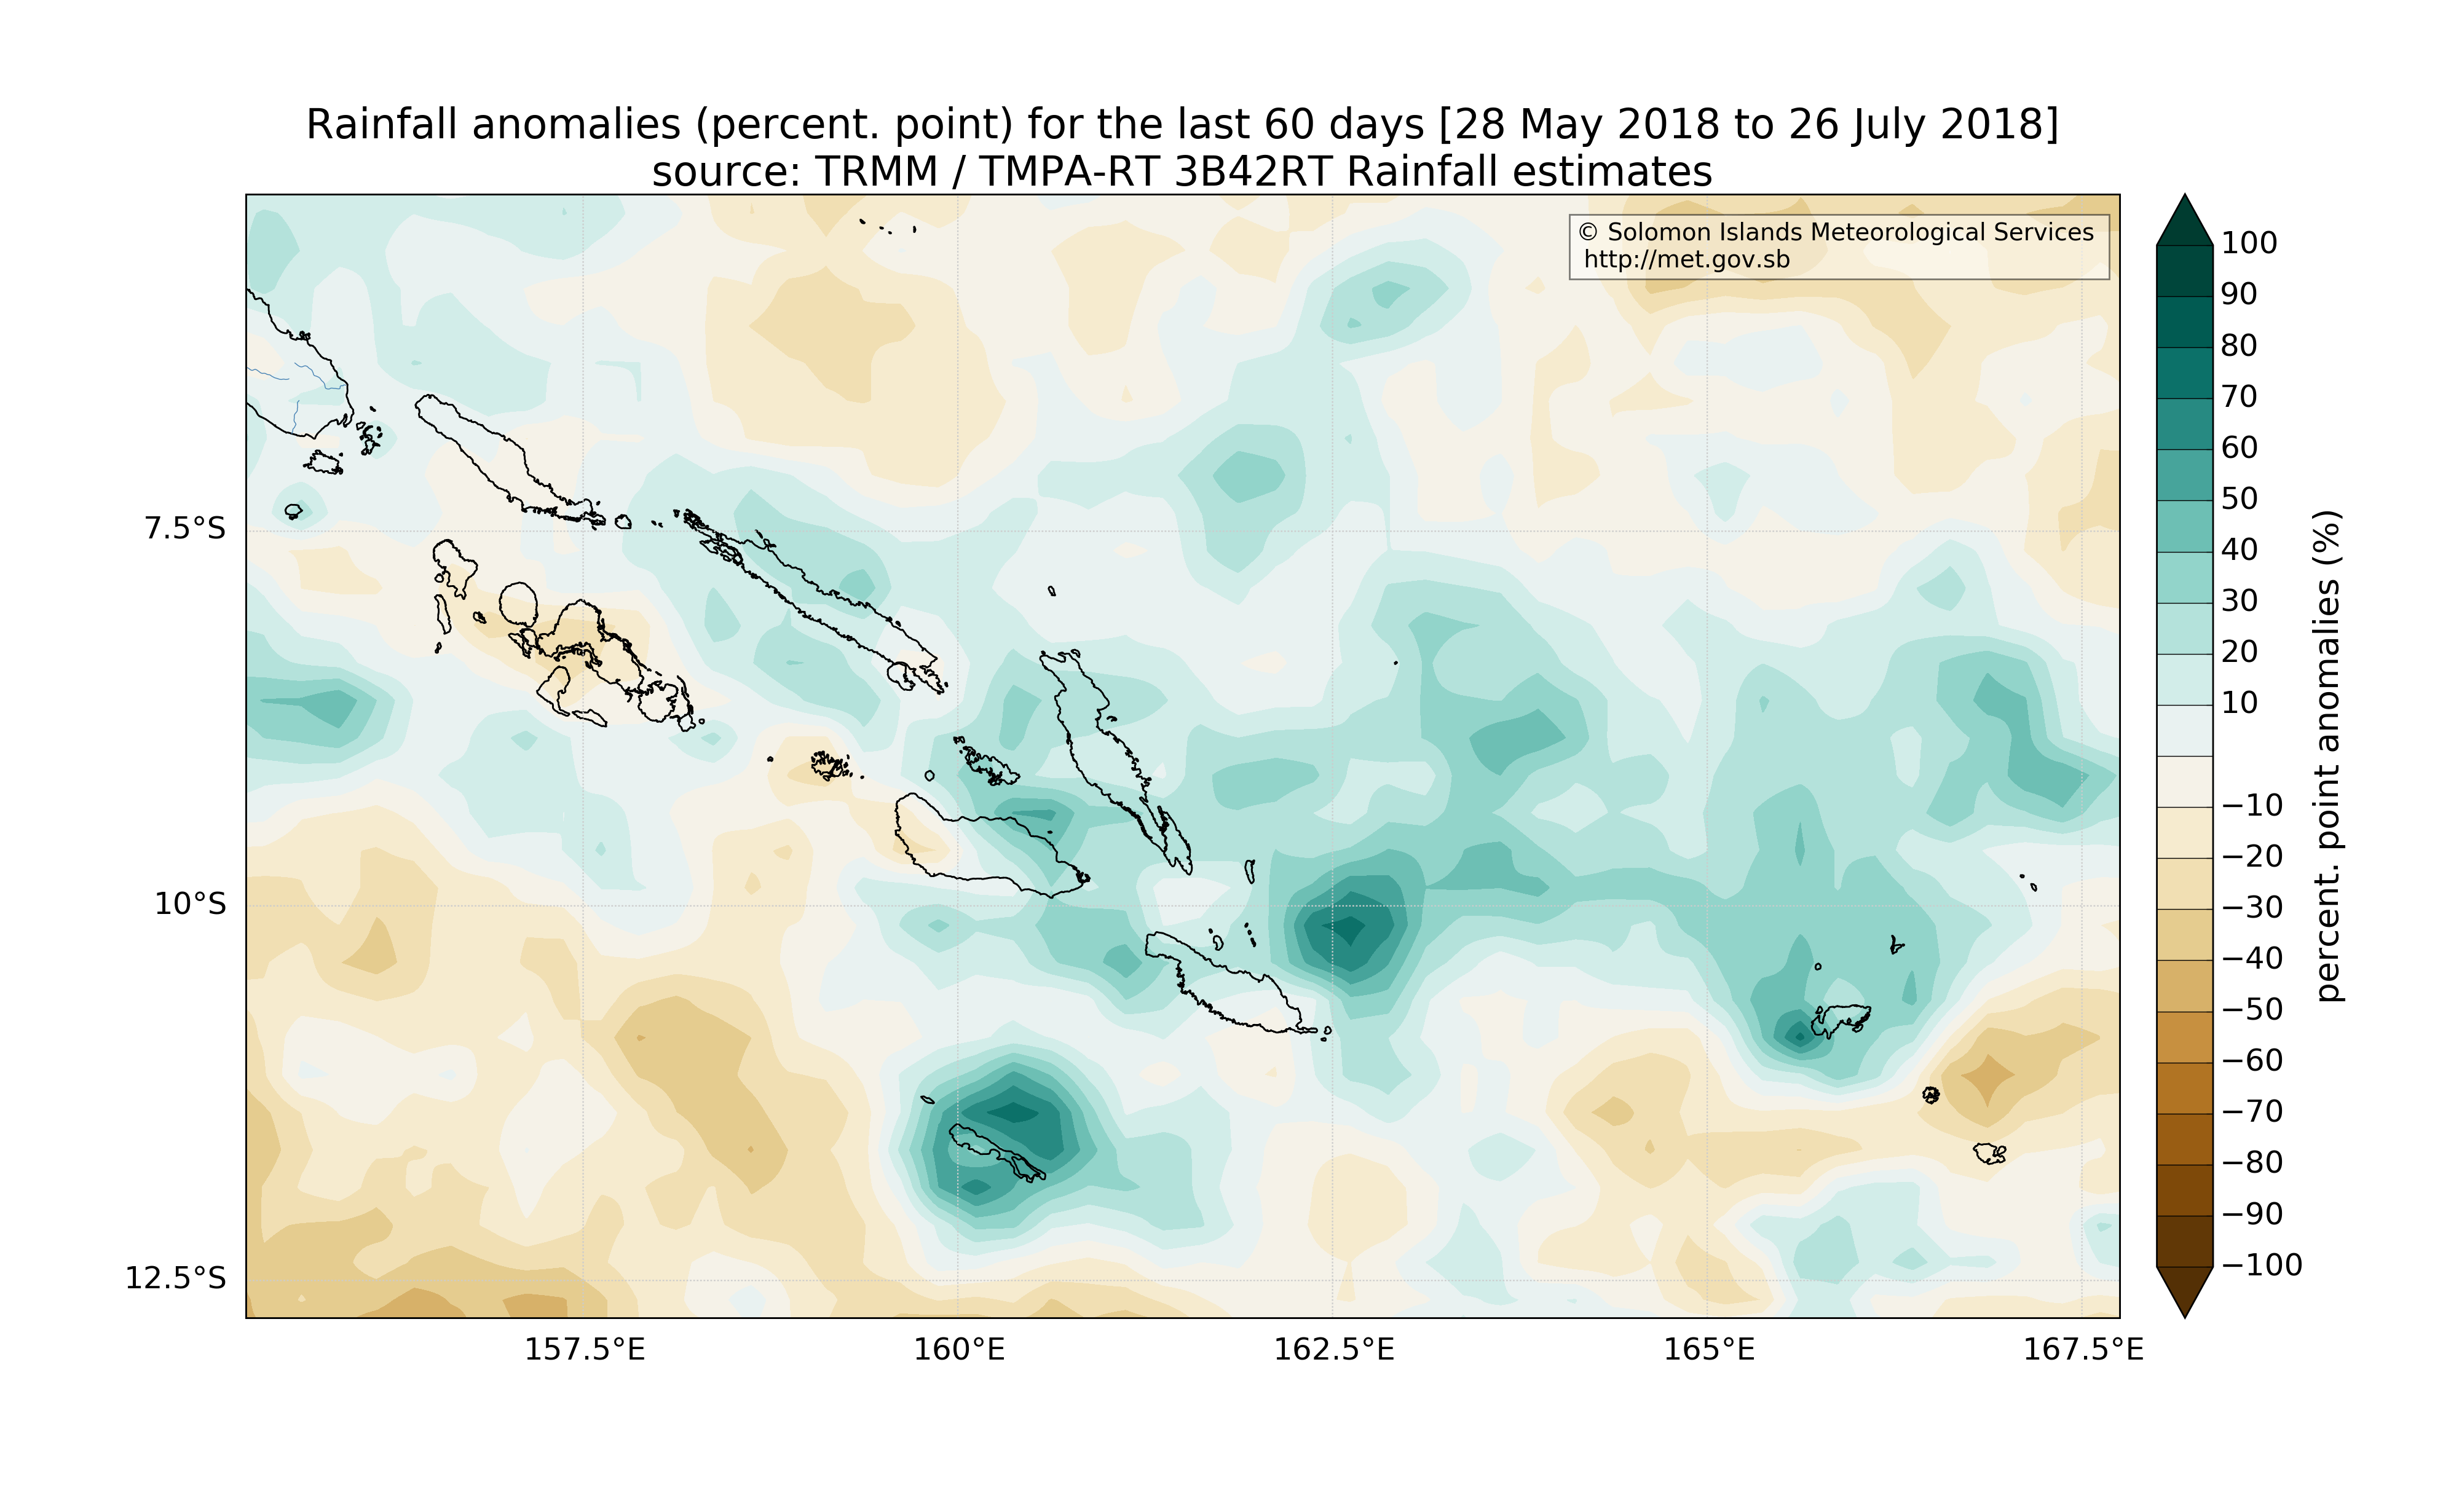 Rainfall anomalies (percent. point) for the last 60 days [28 May 2018 to 26 July 2018]
source: TRMM / TMPA-RT 3B42RT Rainfall estimates
© Solomon Islands Meteorological Services
http://met.gov.sb
7.5°S
10°S
12.5°S
157.5°E
160°E
162.5°E
165°E
167.5°E
100
90
80
70
60
50
40
30
20
10
−10
−20
−30
−40
−50
−60
−70
−80
−90
−100
percent. point anomalies (%)